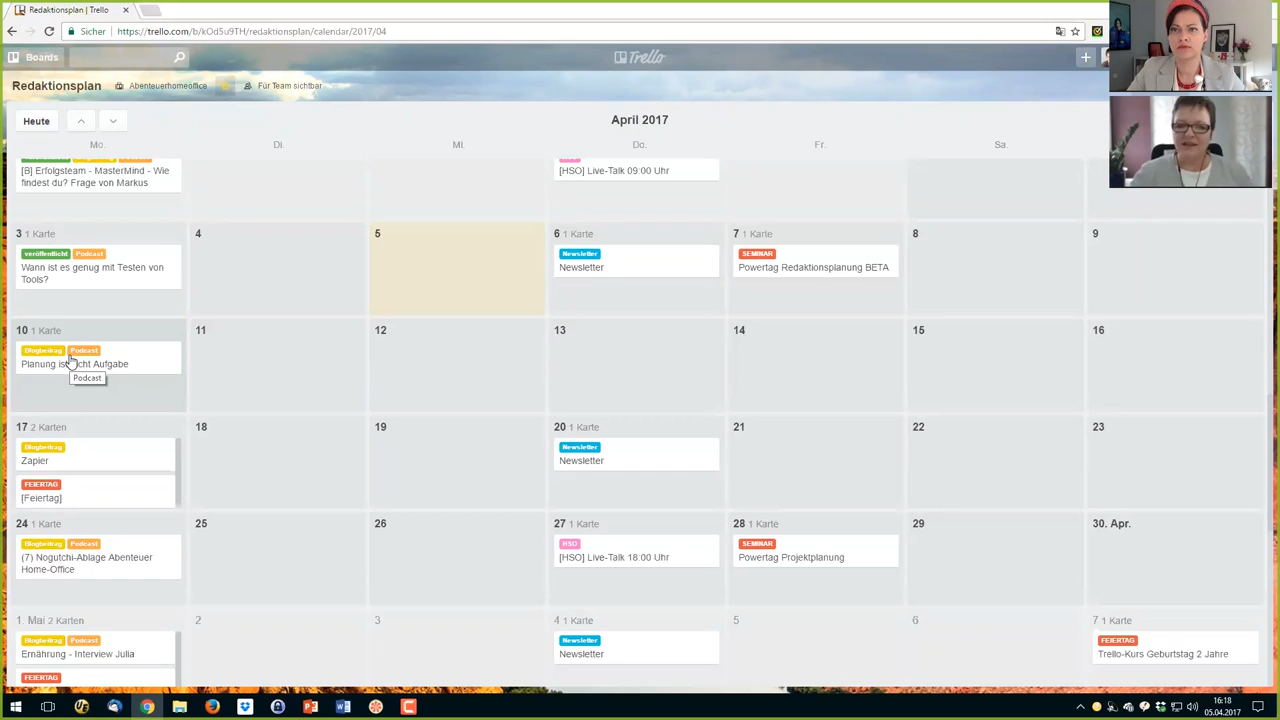 Redaktionsplan | Trello
Sicher
https://trello.com/b/kOd5u9TH/redaktionsplan/calendar/2017/04
Boards
Trello
Redaktionsplan
Abenteuerhomeoffice
Für Team sichtbar
Heute
April 2017
Mo.
Di.
Mi.
Do.
Fr.
Sa.
[B] Erfolgsteam - MasterMind - Wie
findest du? Frage von Markus
[HSO] Live-Talk 09:00 Uhr
3 1 Karte
veröffentlicht Podcast
Wann ist es genug mit Testen von
Tools?
4
5
6 1 Karte
Newsletter
Newsletter
7 1 Karte
SEMINAR
Powertag Redaktionsplanung BETA
8
9
10 1 Karte
Blogbeitrag Podcast
Planung is cht Aufgabe
Podcast
11
12
13
14
15
16
17 2 Karten
Blogbeitrag
Zapier
FEIERTAG
[Feiertag]
18
19
20 1 Karte
Newsletter
Newsletter
21
22
23
24 1 Karte
Blogbeitrag Podcast
(7) Nogutchi-Ablage Abenteuer
Home-Office
25
26
27 1 Karte
HSO
[HSO] Live-Talk 18:00 Uhr
28 1 Karte
SEMINAR
Powertag Projektplanung
29
30. Apr.
1. Mai 2 Karten
Blogbeitrag Podcast
Ernährung - Interview Julia
FEIERTAG
2
3
4 1 Karte
Newsletter
Newsletter
5
6
7 1 Karte
FEIERTAG
Trello-Kurs Geburtstag 2 Jahre
16:18
05.04.2017